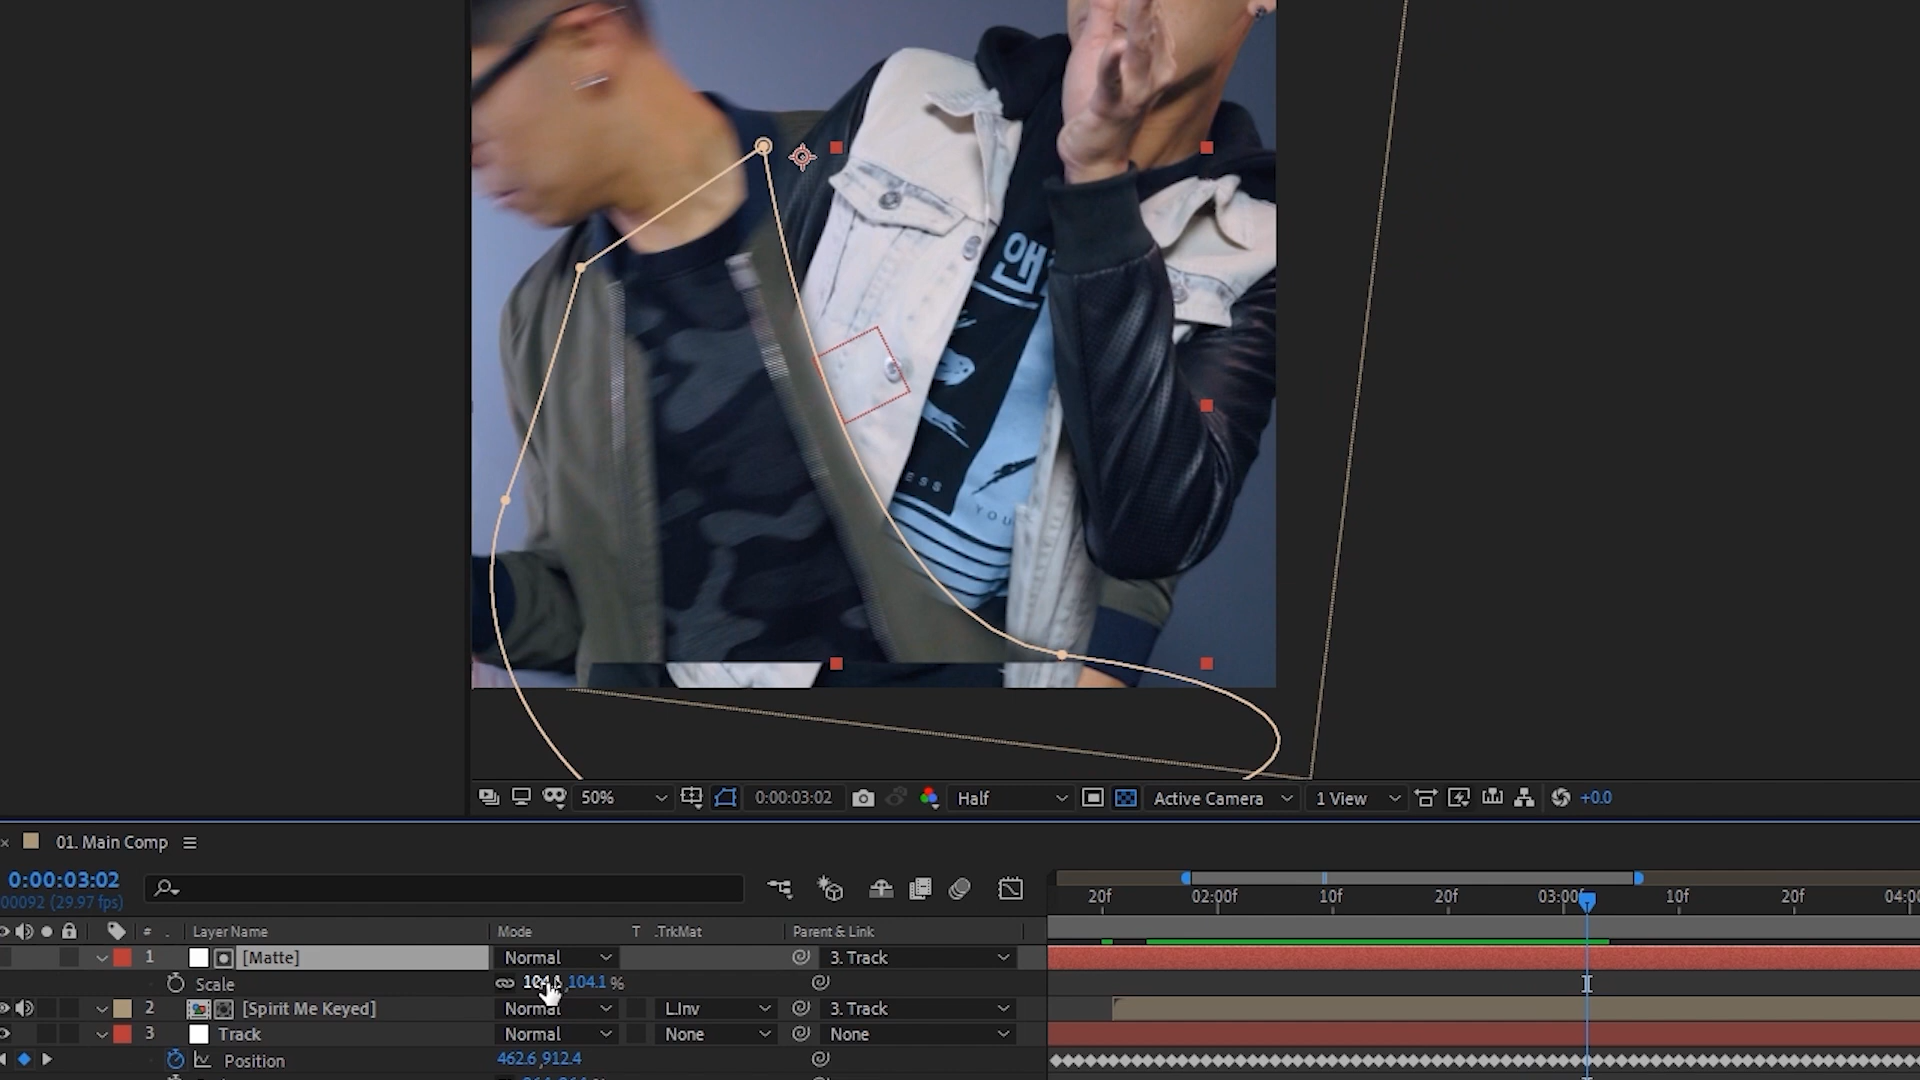 앤
ESS
YOU
50%
0:00:03:02
Half
Active Camera
1 View
+0.0
01. Main Comp
0:00:03:02
00092 (29.97 fps)
20f
02:00f
10f
20f
03:00f
10f
20f
04:00
# . Layer Name
Mode
T .TrkMat
Parent & Link
1 [Matte] Normal 3. Track
Scale 104.1 %
2 [Spirit Me Keyed] Normal L.Inv 3. Track
3 Track Normal None None
Position 462.6,912.4